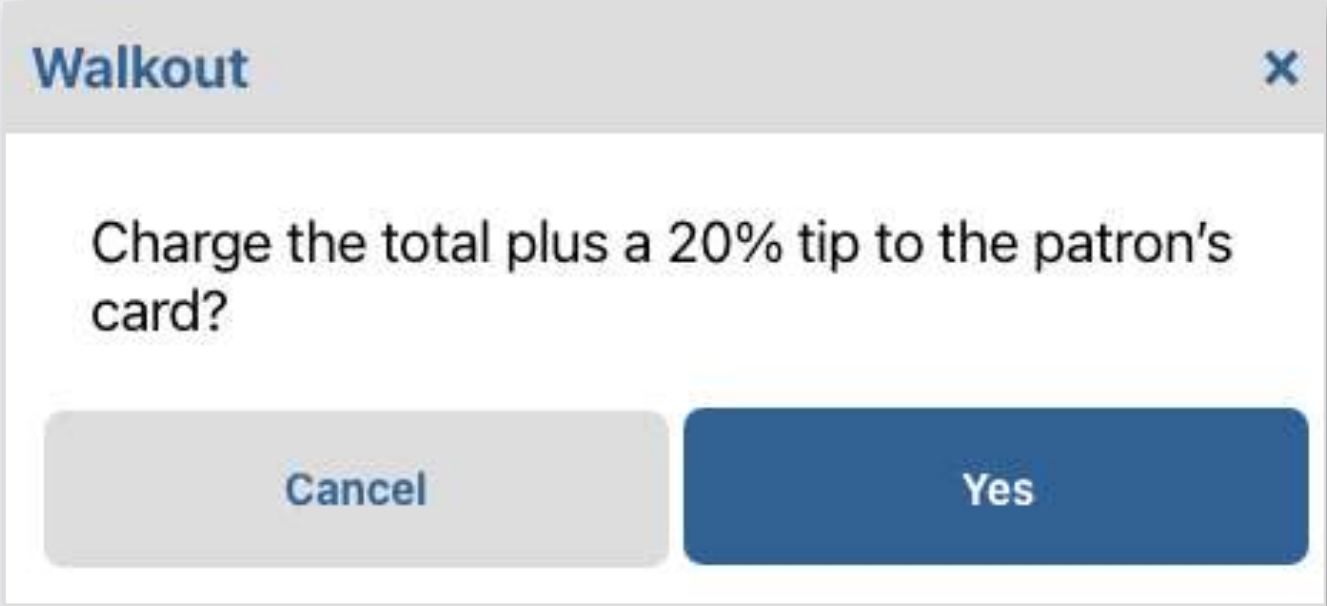 Walkout ×
Charge the total plus a 20% tip to the patron’s
card?
Cancel Yes